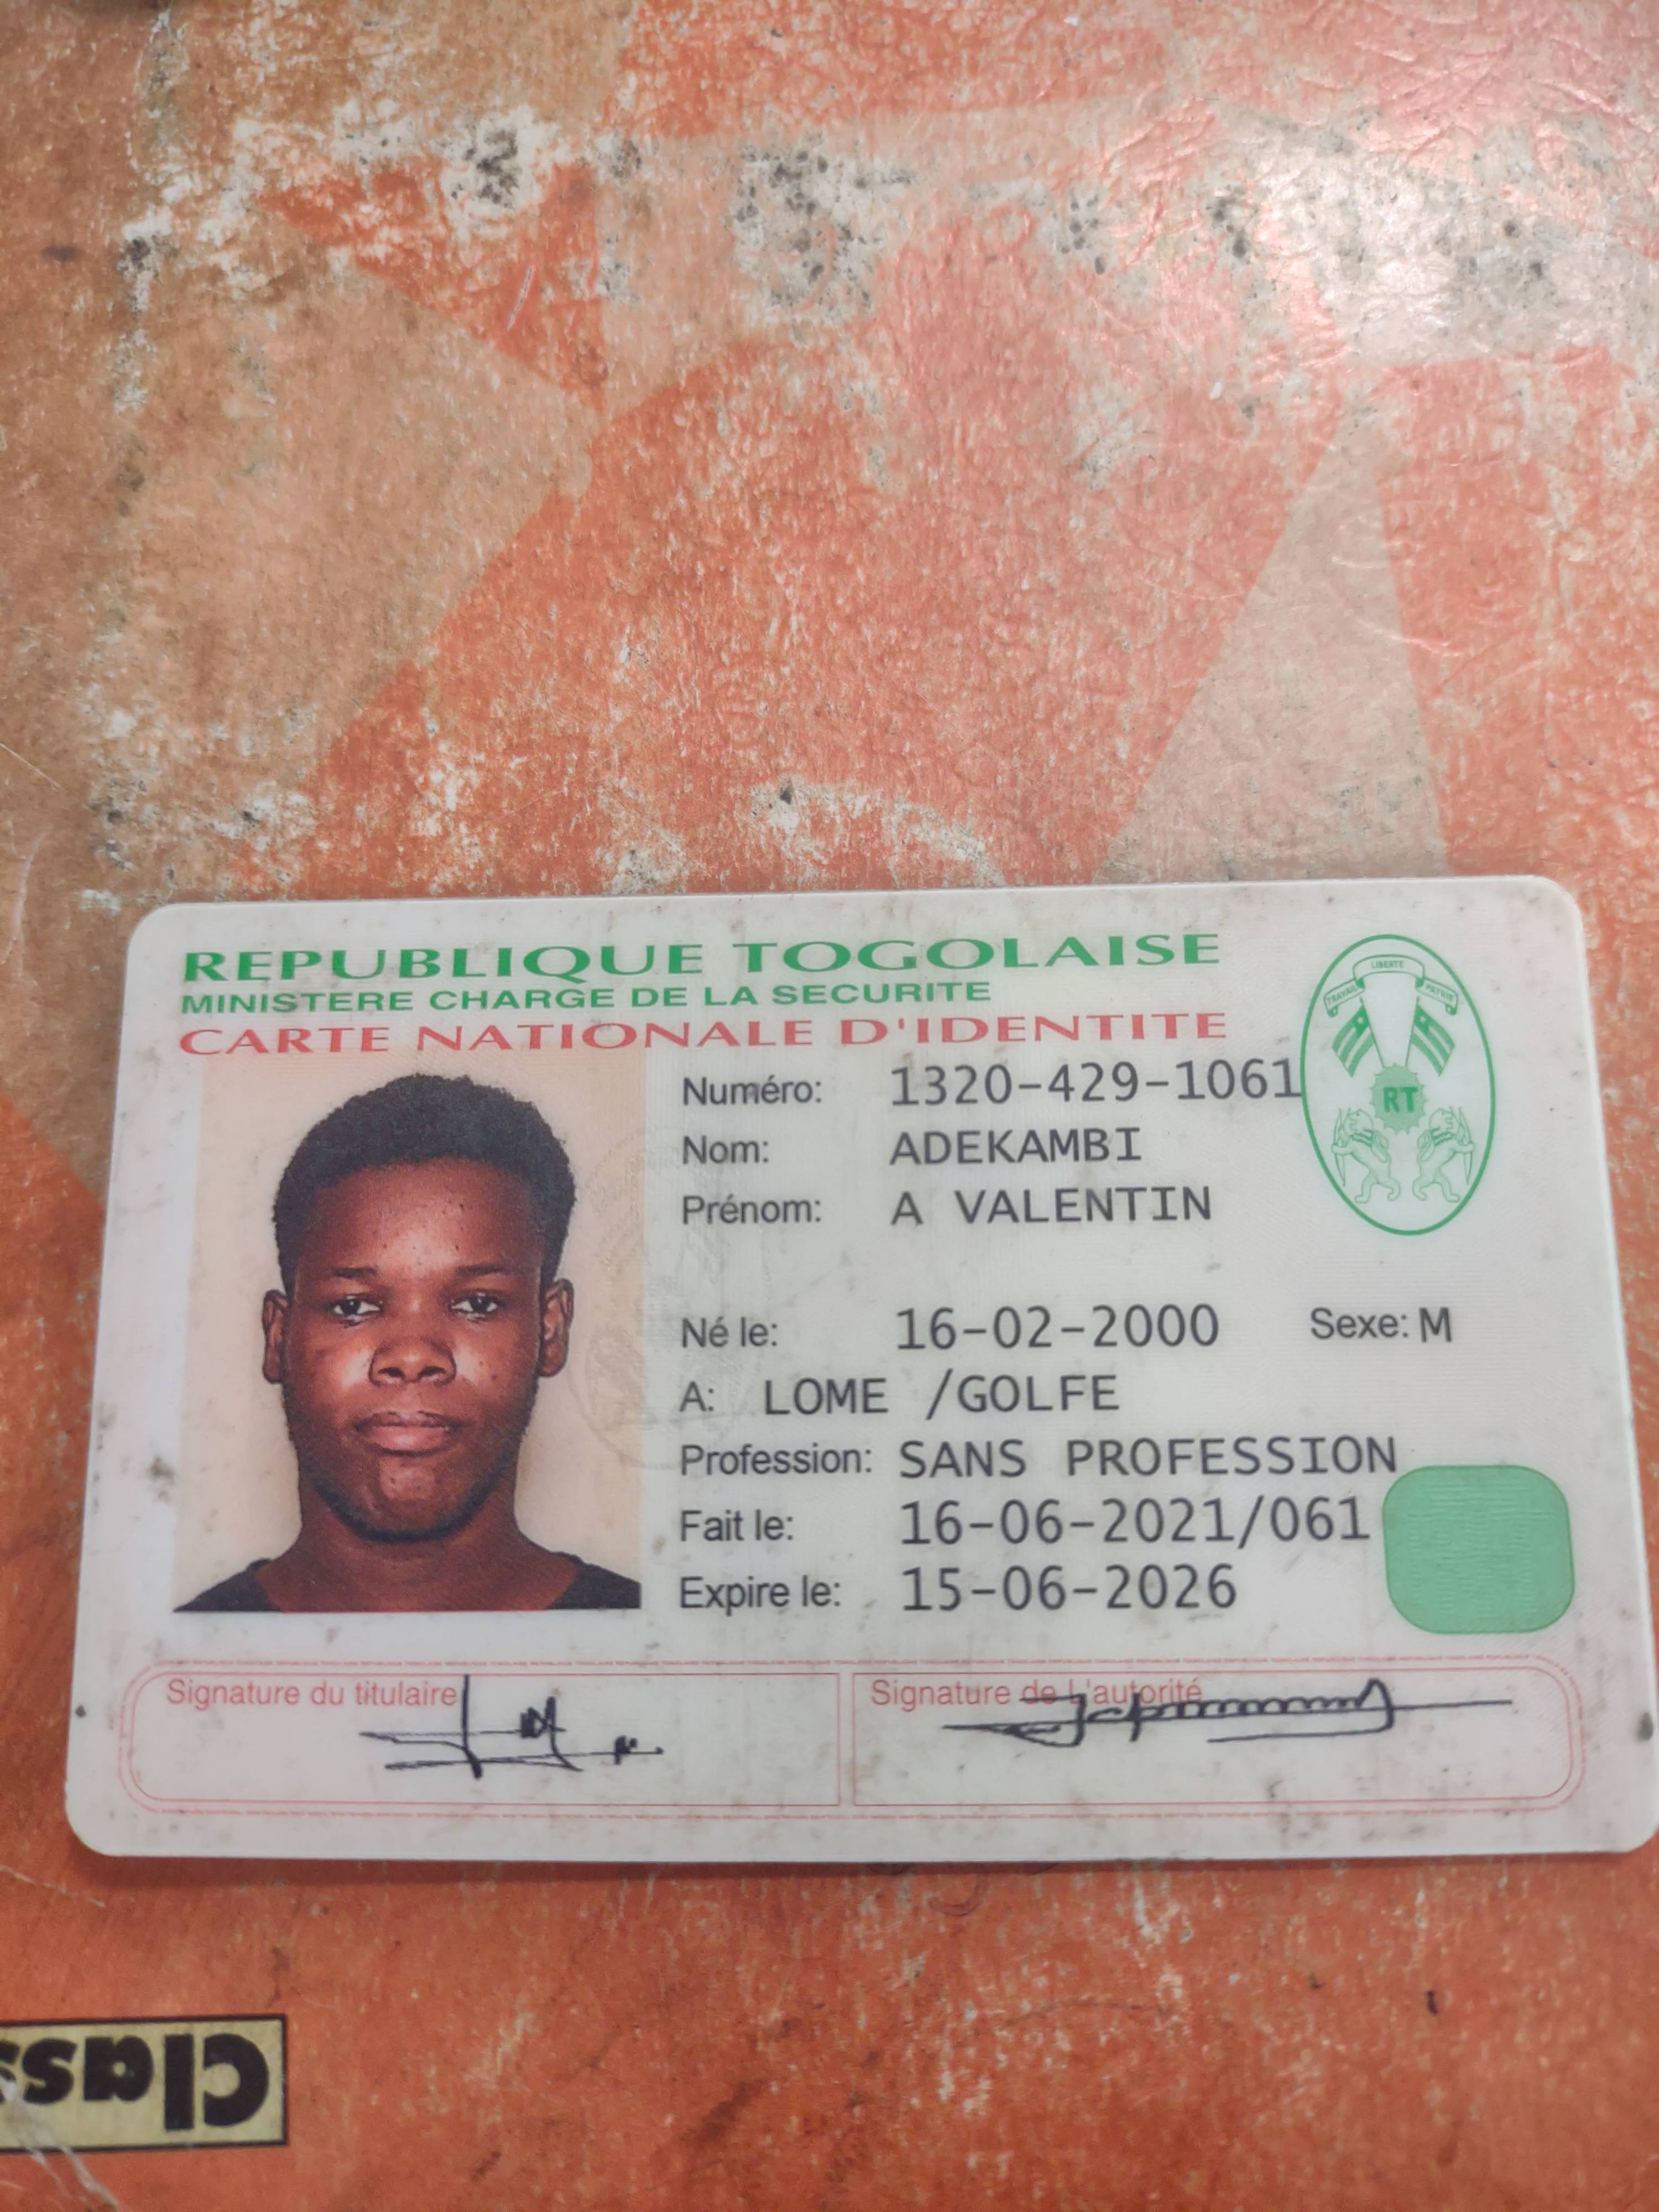 REPUBLIQUE TOGOLAISE
MINISTERE CHARGE DE LA SECURITE
CARTE NATIONALE D'IDENTITE
LIBERTE
TRAVAIL PATRIE
RT
Numéro: 1320-429-1061
Nom: ADEKAMBI
Prénom: A VALENTIN
Né le: 16-02-2000 Sexe: M
A: LOME /GOLFE
Profession: SANS PROFESSION
Fait le: 16-06-2021/061
Expire le: 15-06-2026
Signature du titulaire
Signature de L'autorité
Clas